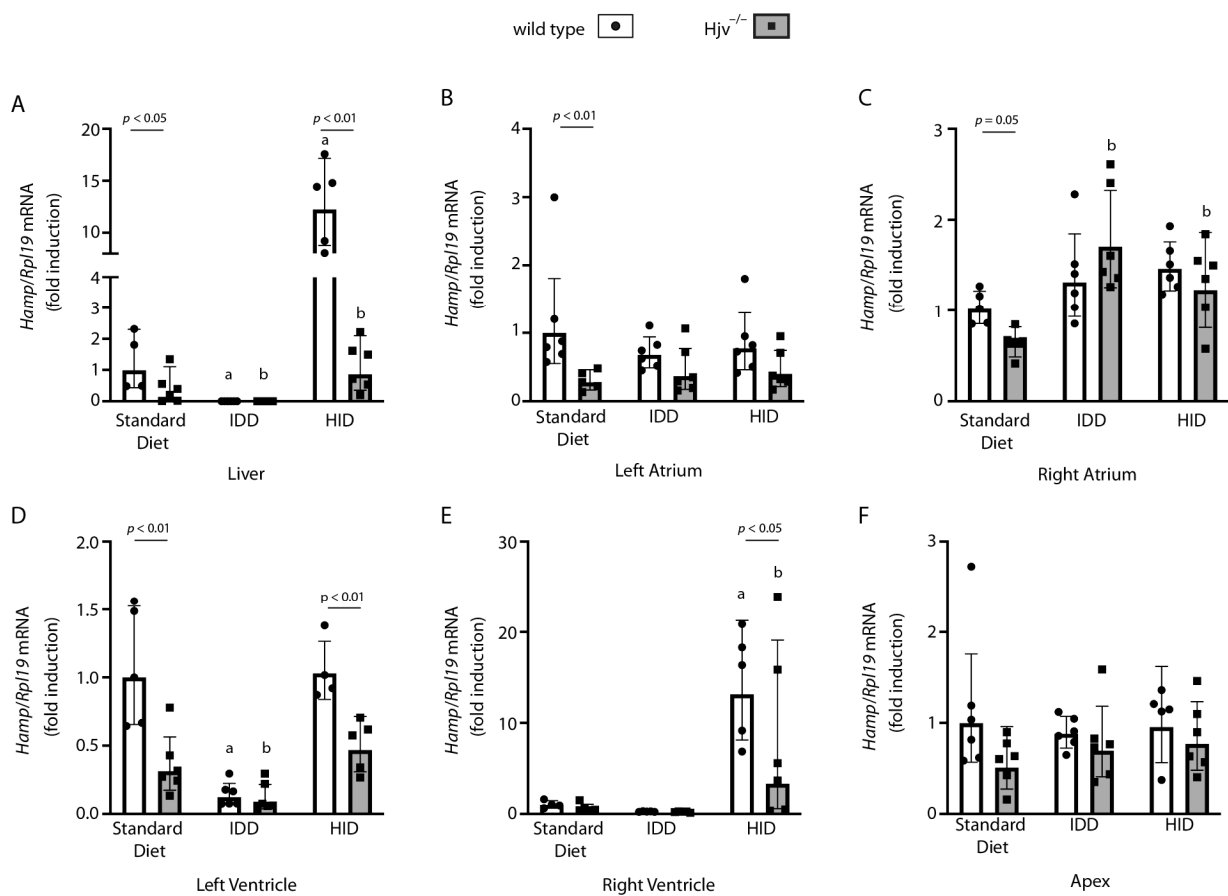 wild type
Hjv−/−
A
p < 0.05
p < 0.01
a
a
b
b
20
15
10
4
3
2
1
0
Hamp/Rpl19 mRNA
(fold induction)
Standard
Diet
IDD
HID
Liver
B
p < 0.01
4
3
2
1
0
Hamp/Rpl19 mRNA
(fold induction)
Standard
Diet
IDD
HID
Left Atrium
C
p = 0.05
b
b
3
2
1
0
Hamp/Rpl19 mRNA
(fold induction)
Standard
Diet
IDD
HID
Right Atrium
D
p < 0.01
p < 0.01
a
b
2.0
1.5
1.0
0.5
0.0
Hamp/Rpl19 mRNA
(fold induction)
Standard
Diet
IDD
HID
Left Ventricle
E
p < 0.05
a
b
30
20
10
0
Hamp/Rpl19 mRNA
(fold induction)
Standard
Diet
IDD
HID
Right Ventricle
F
3
2
1
0
Hamp/Rpl19 mRNA
(fold induction)
Standard
Diet
IDD
HID
Apex